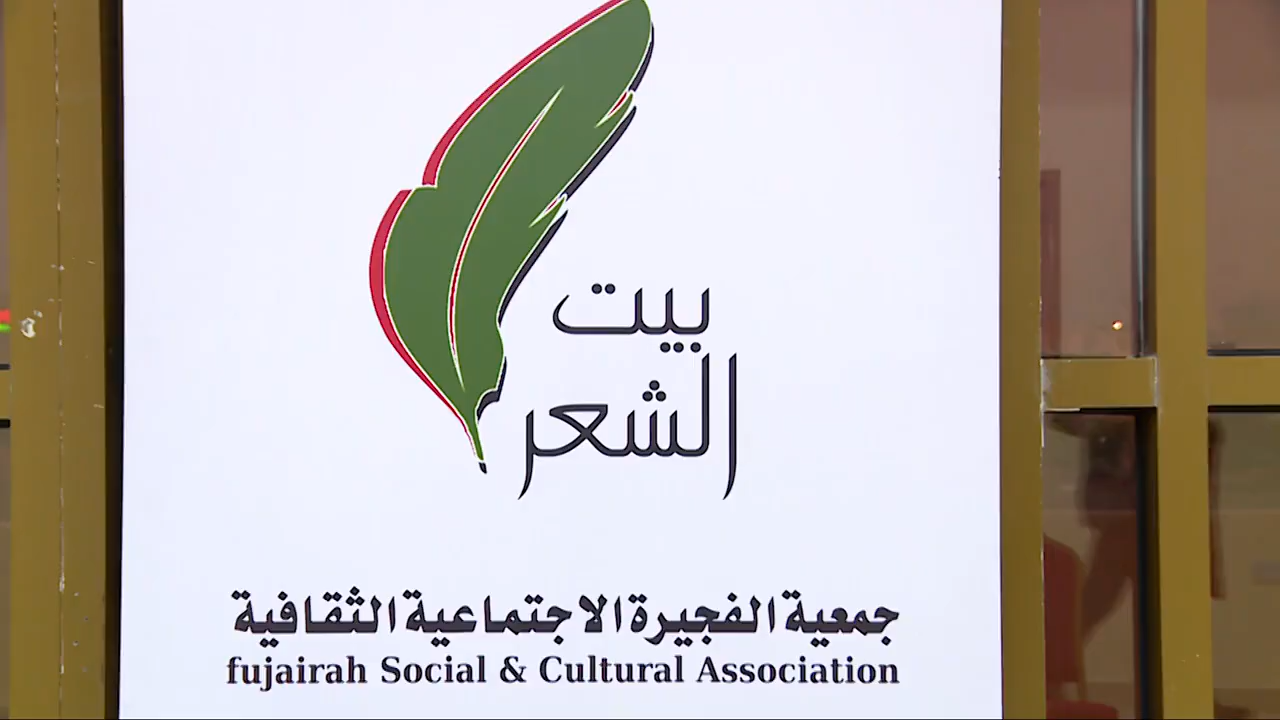 بيت
الشعر
جمعية الفجيرة الاجتماعية الثقافية
fujairah Social & Cultural Association